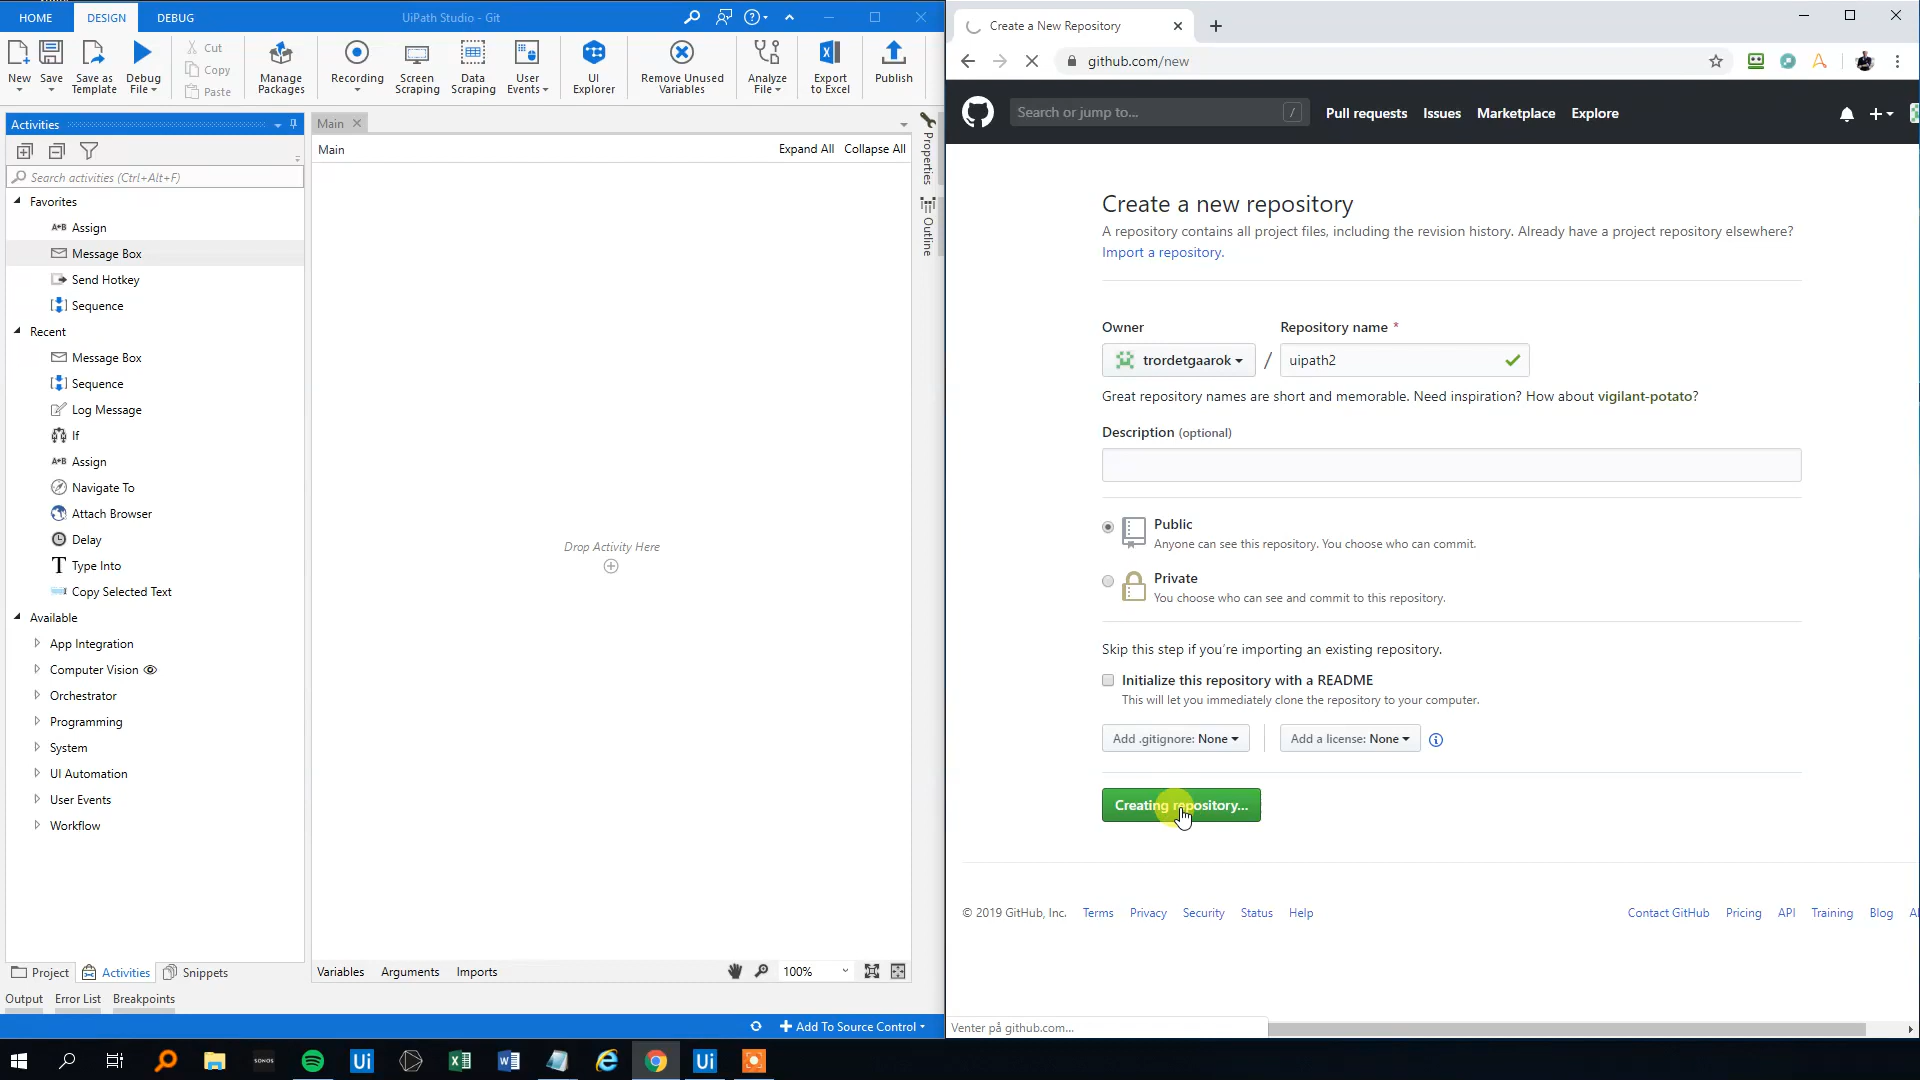 HOME
DESIGN
DEBUG
UiPath Studio - Git
New
Save
Save as Template
Debug File
Cut
Copy
Paste
Manage Packages
Recording
Screen Scraping
Data Scraping
User Events
UI Explorer
Remove Unused Variables
Analyze File
Export to Excel
Publish
Activities
Search activities (Ctrl+Alt+F)
Favorites
A+B Assign
Message Box
Send Hotkey
Sequence
Recent
Message Box
Sequence
Log Message
If
A+B Assign
Navigate To
Attach Browser
Delay
Type Into
Copy Selected Text
Available
App Integration
Computer Vision
Orchestrator
Programming
System
UI Automation
User Events
Workflow
Project
Activities
Snippets
Output
Error List
Breakpoints
Main
Main
Expand All
Collapse All
Drop Activity Here
Variables
Arguments
Imports
100%
Properties
Outline
Add To Source Control
Create a New Repository
github.com/new
Search or jump to...
/
Pull requests
Issues
Marketplace
Explore
Create a new repository
A repository contains all project files, including the revision history. Already have a project repository elsewhere?
Import a repository.
Owner
Repository name *
trordetgaarok
/
uipath2
Great repository names are short and memorable. Need inspiration? How about vigilant-potato?
Description (optional)
Public
Anyone can see this repository. You choose who can commit.
Private
You choose who can see and commit to this repository.
Skip this step if you're importing an existing repository.
Initialize this repository with a README
This will let you immediately clone the repository to your computer.
Add .gitignore: None
Add a license: None
Creating repository...
© 2019 GitHub, Inc.
Terms
Privacy
Security
Status
Help
Contact GitHub
Pricing
API
Training
Blog
Venter på github.com...
SONOS
Ui
Ui